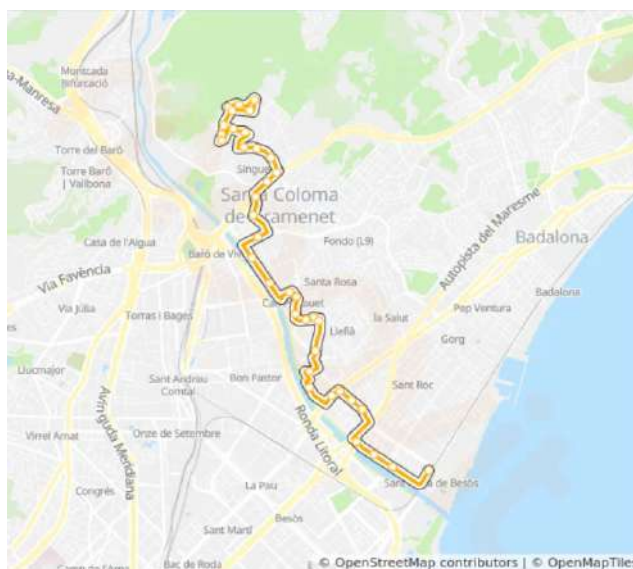 Montcada
Bifurcació
a-Manresa
Torre del Baró
Torre Baró
| Vallbona
Singue
Santa Coloma
de Gramenet
Casa de l'Aigua
Baró de Viv
Fondo (L9)
Autopista del Maresme
Badalona
Badalona
Via Favència
Santa Rosa
Via Júlia
Torras i Bages
la Salut
Pep Ventura
Llefià
Gorg
Llucmajor
Sant Andreu
Comtal
Bon Pastor
Sant Roc
Avinguda Meridiana
Ronda Litoral
Virrei Amat
Onze de Setembre
La Pau
Congrés
Besòs
Sant Martí
Bac de Roda
© OpenStreetMap contributors | © OpenMapTiles